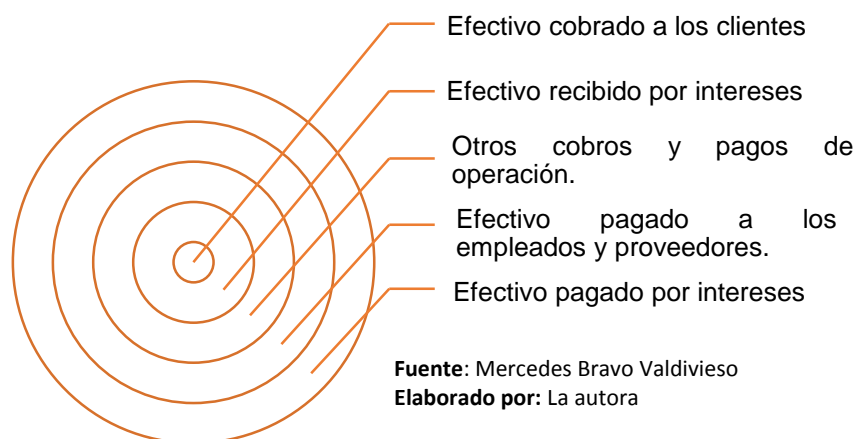 Efectivo cobrado a los clientes
Efectivo recibido por intereses
Otros cobros y pagos de
operación.
Efectivo pagado a los
empleados y proveedores.
Efectivo pagado por intereses
Fuente: Mercedes Bravo Valdivieso
Elaborado por: La autora